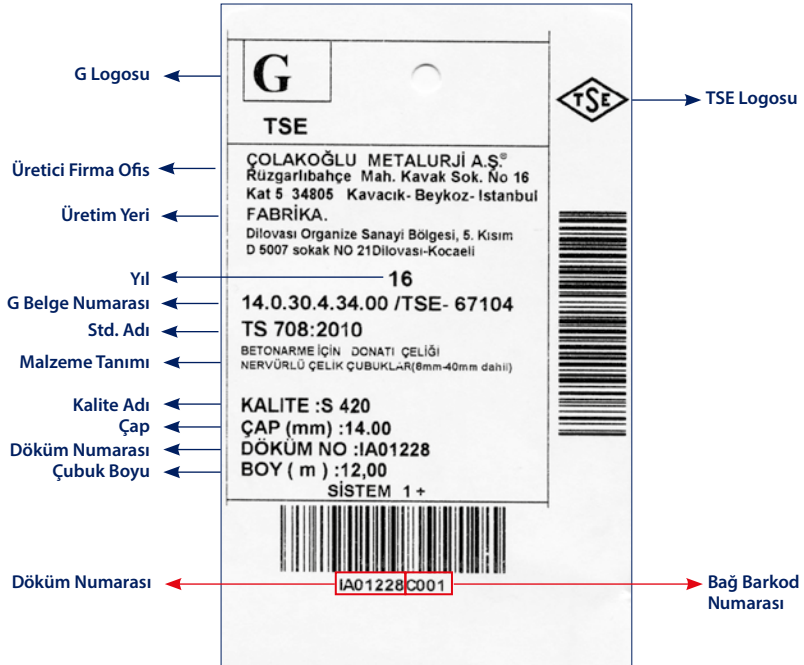 G Logosu
G
TSE
TSE
TSE Logosu
Üretici Firma Ofis
ÇOLAKOĞLU METALURJİ A.Ş.®
Rüzgarlıbahçe Mah. Kavak Sok. No 16
Kat 5 34805 Kavacık- Beykoz- Istanbul
Üretim Yeri
FABRİKA.
Dilovası Organize Sanayi Bölgesi, 5. Kısım
D 5007 sokak NO 21Dilovası-Kocaeli
Yıl
16
G Belge Numarası
14.0.30.4.34.00 /TSE- 67104
Std. Adı
TS 708:2010
Malzeme Tanımı
BETONARME İÇİN DONATI ÇELİĞİ
NERVÜRLÜ ÇELİK ÇUBUKLAR(8mm-40mm dahil)
Kalite Adı
KALITE :S 420
Çap
ÇAP (mm) :14.00
Döküm Numarası
DÖKÜM NO :IA01228
Çubuk Boyu
BOY ( m ) :12,00
SİSTEM 1+
Döküm Numarası
IA01228C001
Bağ Barkod
Numarası